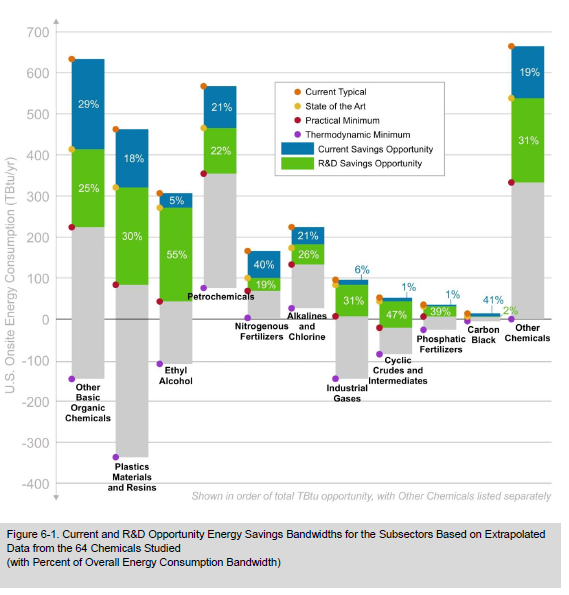 700
600
500
400
300
200
100
0
-100
-200
-300
-400
U.S. Onsite Energy Consumption (TBtu/yr)
Current Typical
State of the Art
Practical Minimum
Thermodynamic Minimum
Current Savings Opportunity
R&D Savings Opportunity
29%
25%
Other
Basic
Organic
Chemicals
18%
30%
Plastics
Materials
and Resins
5%
55%
Ethyl
Alcohol
21%
22%
Petrochemicals
40%
19%
Nitrogenous
Fertilizers
21%
26%
Alkalines
and
Chlorine
6%
31%
Industrial
Gases
1%
47%
Cyclic
Crudes and
Intermediates
1%
39%
Phosphatic
Fertilizers
41%
2%
Carbon
Black
19%
31%
Other
Chemicals
Shown in order of total TBtu opportunity, with Other Chemicals listed separately
Figure 6-1. Current and R&D Opportunity Energy Savings Bandwidths for the Subsectors Based on Extrapolated
Data from the 64 Chemicals Studied
(with Percent of Overall Energy Consumption Bandwidth)